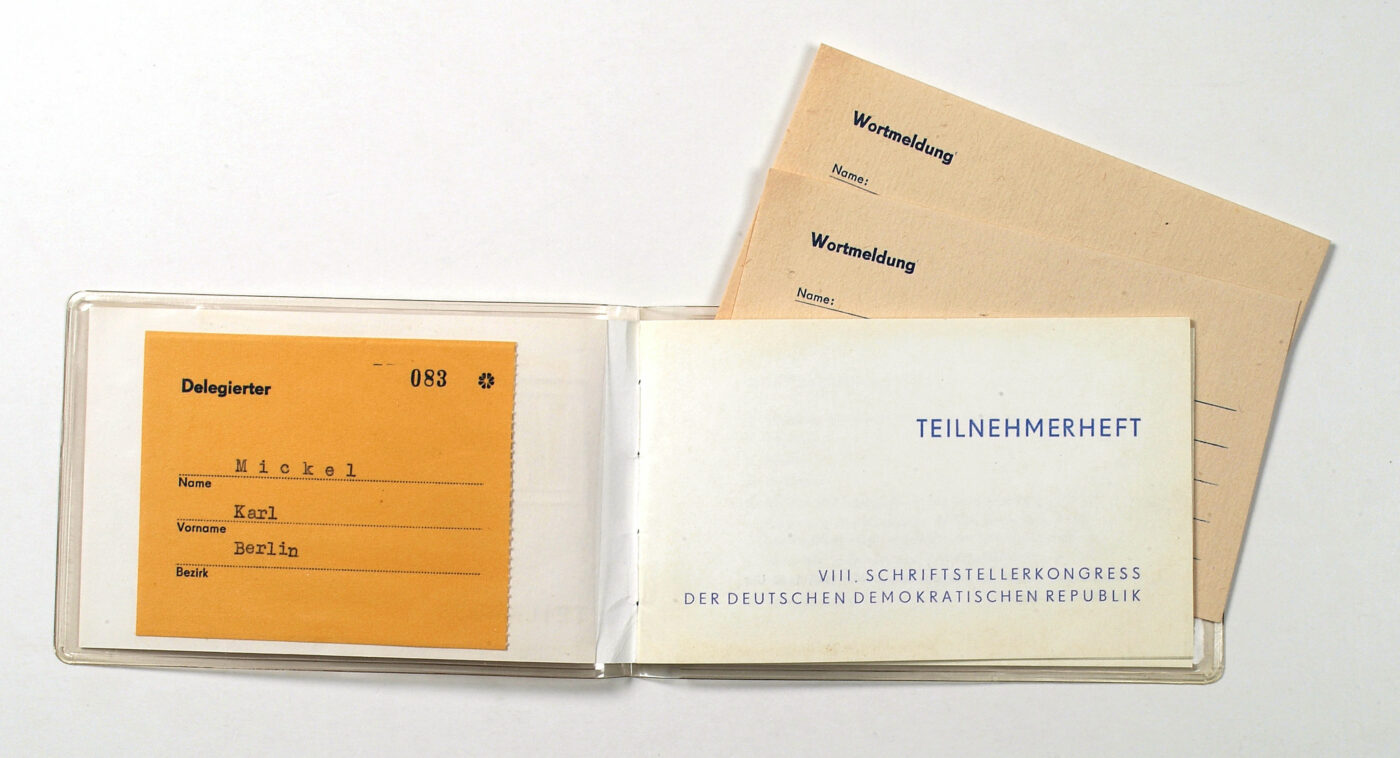 Wortmeldung
Name:
Wortmeldung
Name:
Delegierter
083
Mickel
Name
Karl
Vorname
Berlin
Bezirk
TEILNEHMERHEFT
VIII. SCHRIFTSTELLERKONGRESS
DER DEUTSCHEN DEMOKRATISCHEN REPUBLIK